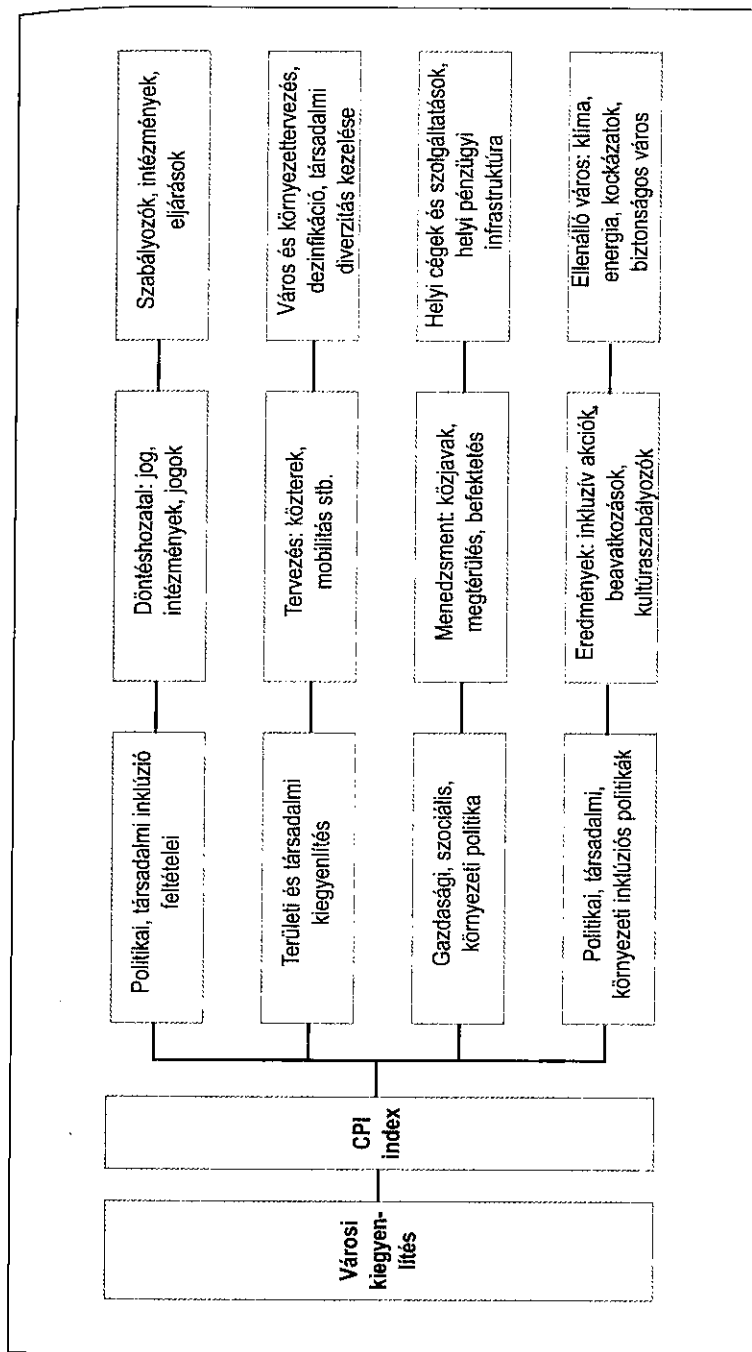 Városi
kiegyen-
lítés
CPI
index
Politikai, társadalmi inklúzió
feltételei
Döntéshozatal: jog,
intézmények, jogok
Szabályozók, intézmények,
eljárások
Területi és társadalmi
kiegyenlítés
Tervezés: közterek,
mobilitás stb.
Város és környezettervezés,
dezinfikáció, társadalmi
diverzitás kezelése
Gazdasági, szociális,
környezeti politika
Menedzsment: közjavak,
megtérülés, befektetés
Helyi cégek és szolgáltatások,
helyi pénzügyi
infrastruktúra
Politikai, társadalmi,
környezeti inklúziós politikák
Eredmények: inkluzív akciók,
beavatkozások,
kultúraszabályozók
Ellenálló város: klíma,
energia, kockázatok,
biztonságos város